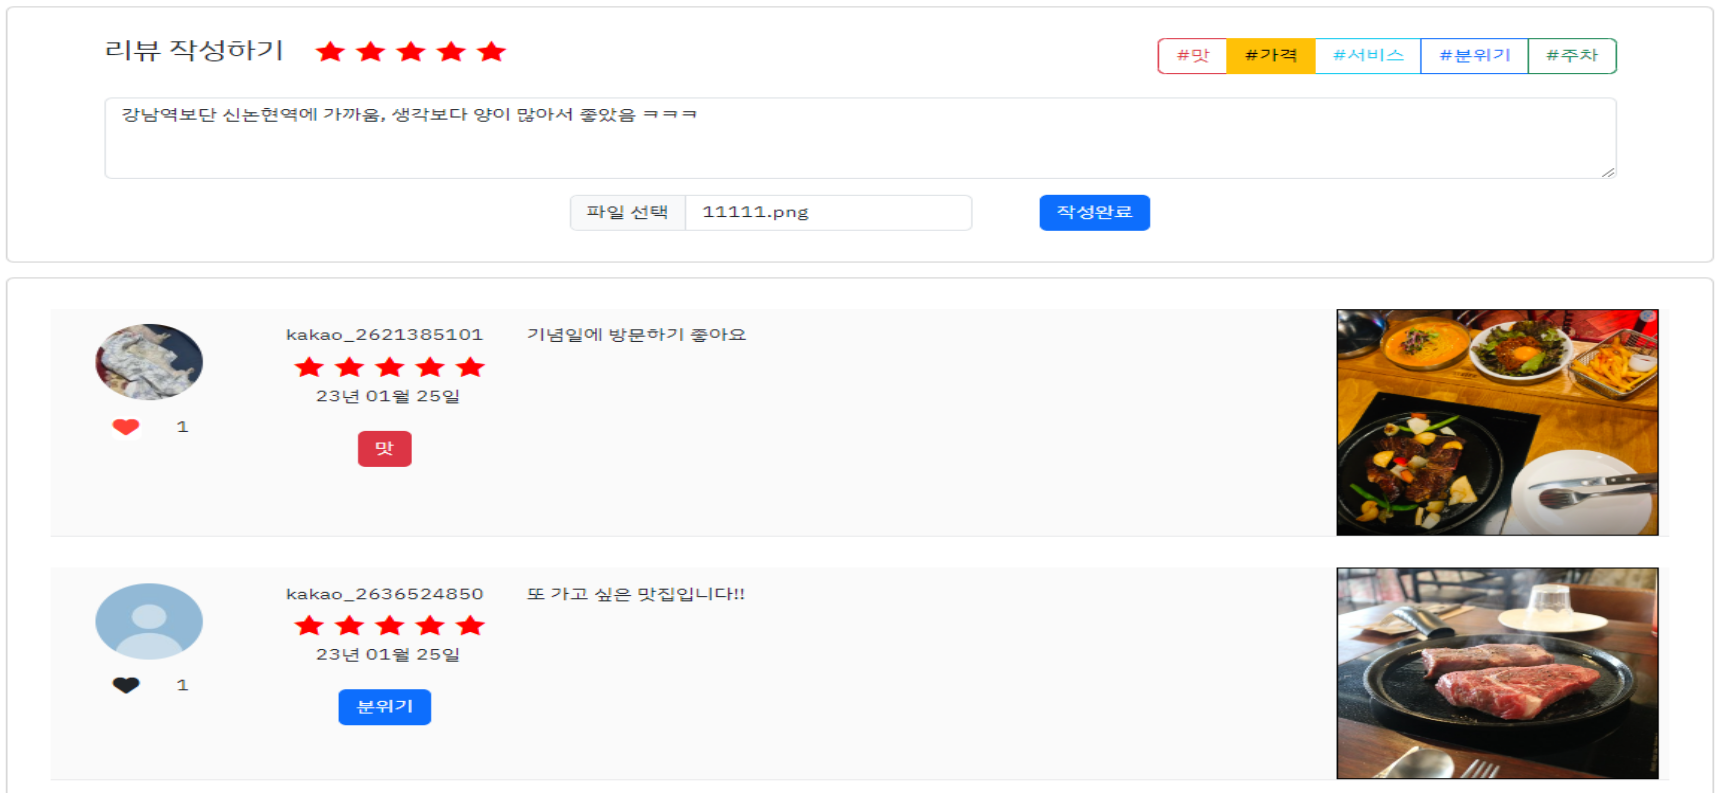 리뷰 작성하기
#맛 #가격 #서비스 #분위기 #주차
강남역보단 신논현역에 가까움, 생각보다 양이 많아서 좋았음 ㅋㅋㅋ
파일 선택 11111.png 작성완료
kakao_2621385101 기념일에 방문하기 좋아요
23년 01월 25일
1
맛
kakao_2636524850 또 가고 싶은 맛집입니다!!
23년 01월 25일
1
분위기